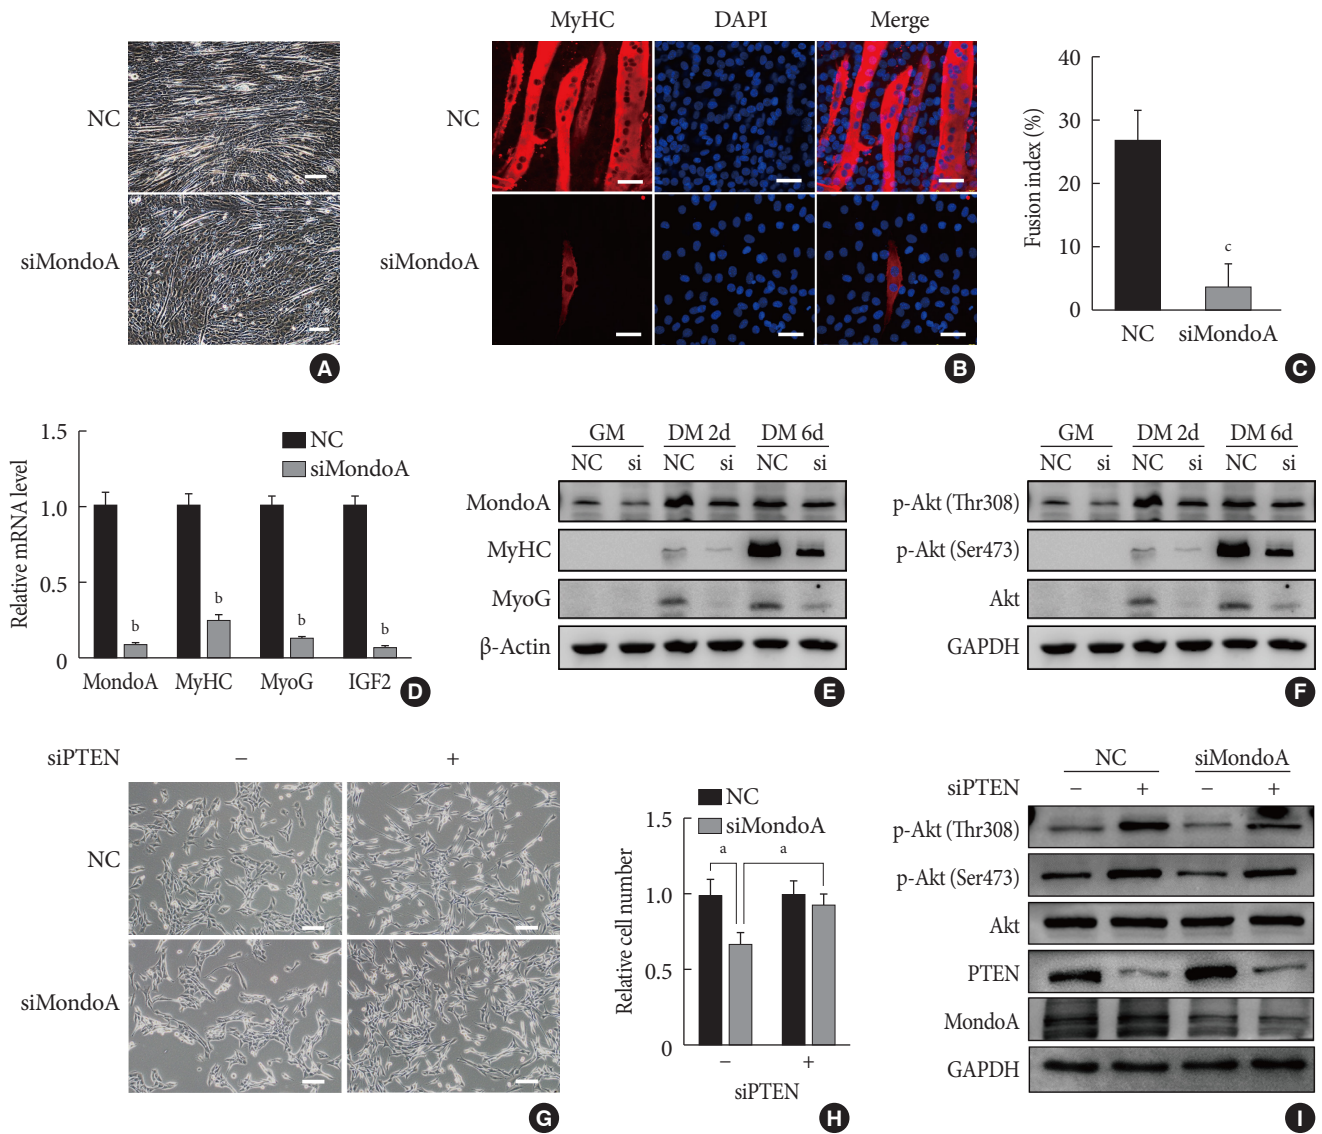 MyHC DAPI Merge
NC
siMondoA
A
NC
siMondoA
B
Fusion index (%)
40
30
20
10
0
c
NC siMondoA
C
Relative mRNA level
1.5
1.0
0.5
0
NC
siMondoA
b b b b
MondoA MyHC MyoG IGF2
D
GM DM 2d DM 6d
NC si NC si NC si
MondoA
MyHC
MyoG
β-Actin
E
GM DM 2d DM 6d
NC si NC si NC si
p-Akt (Thr308)
p-Akt (Ser473)
Akt
GAPDH
F
siPTEN − +
NC
siMondoA
G
NC
siMondoA
Relative cell number
1.5
1.0
0.5
0
a a
− +
siPTEN
H
NC siMondoA
siPTEN − + − +
p-Akt (Thr308)
p-Akt (Ser473)
Akt
PTEN
MondoA
GAPDH
I